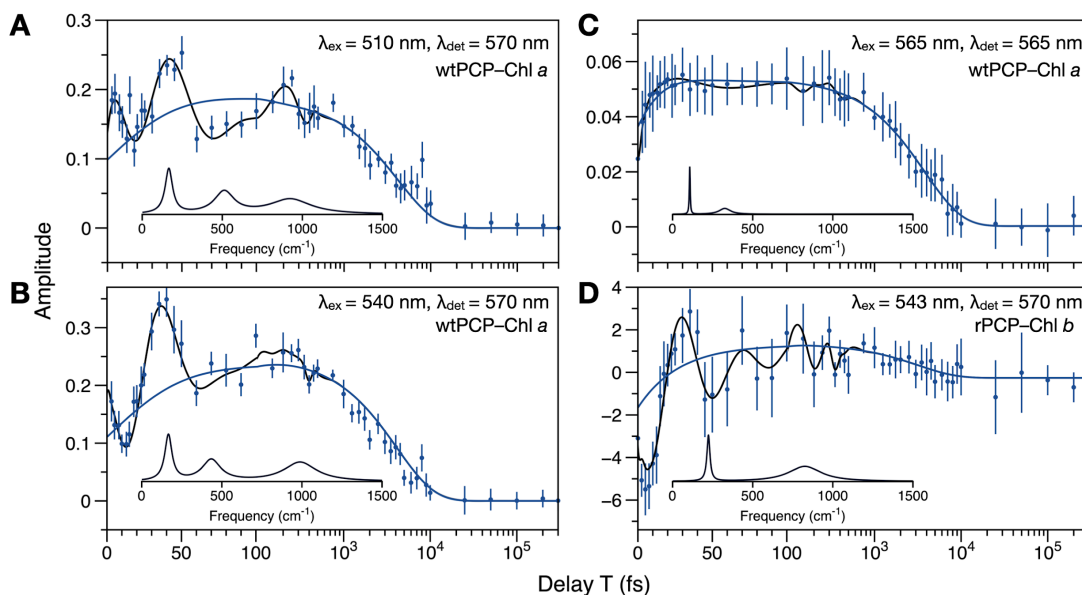 A
0.3
0.2
0.1
0
λex = 510 nm, λdet = 570 nm
wtPCP–Chl a
0 500 1000 1500
Frequency (cm-1)
C
0.06
0.04
0.02
0
λex = 565 nm, λdet = 565 nm
wtPCP–Chl a
0 500 1000 1500
Frequency (cm-1)
Amplitude
B
0.3
0.2
0.1
0
λex = 540 nm, λdet = 570 nm
wtPCP–Chl a
0 500 1000 1500
Frequency (cm-1)
0 50 100 10³ 10⁴ 10⁵
D
4
2
0
−2
−4
−6
λex = 543 nm, λdet = 570 nm
rPCP–Chl b
0 500 1000 1500
Frequency (cm-1)
0 50 100 10³ 10⁴ 10⁵
Delay T (fs)